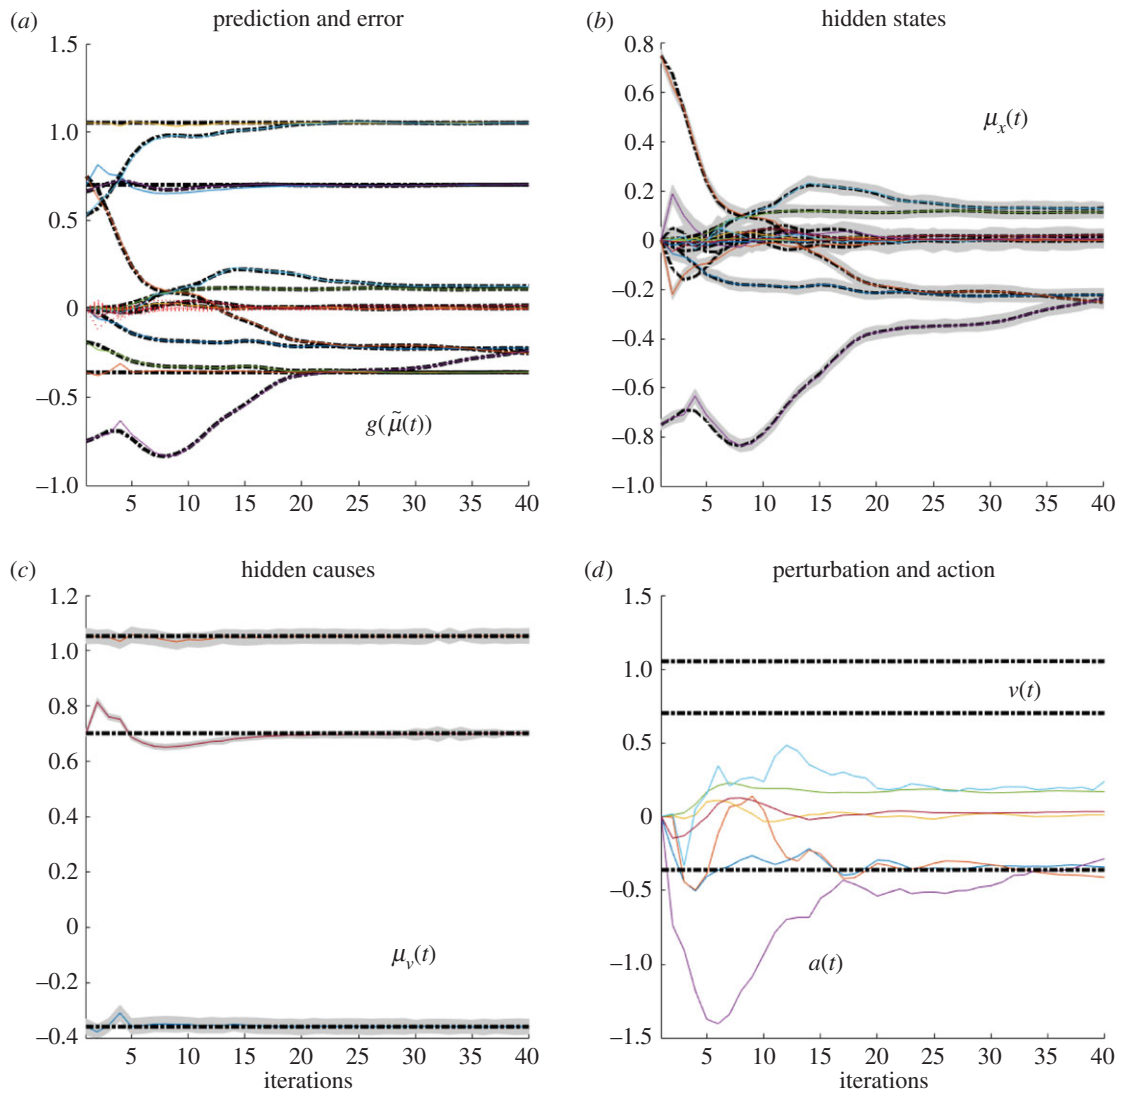 (a) prediction and error
1.5
1.0
0.5
0
–0.5
–1.0
g(μ̃(t))
5 10 15 20 25 30 35 40
(b) hidden states
0.8
0.6
0.4
0.2
0
–0.2
–0.4
–0.6
–0.8
–1.0
μx(t)
5 10 15 20 25 30 35 40
(c) hidden causes
1.2
1.0
0.8
0.6
0.4
0.2
0
–0.2
–0.4
μv(t)
5 10 15 20 25 30 35 40
iterations
(d) perturbation and action
1.5
1.0
0.5
0
–0.5
–1.0
–1.5
v(t)
a(t)
5 10 15 20 25 30 35 40
iterations